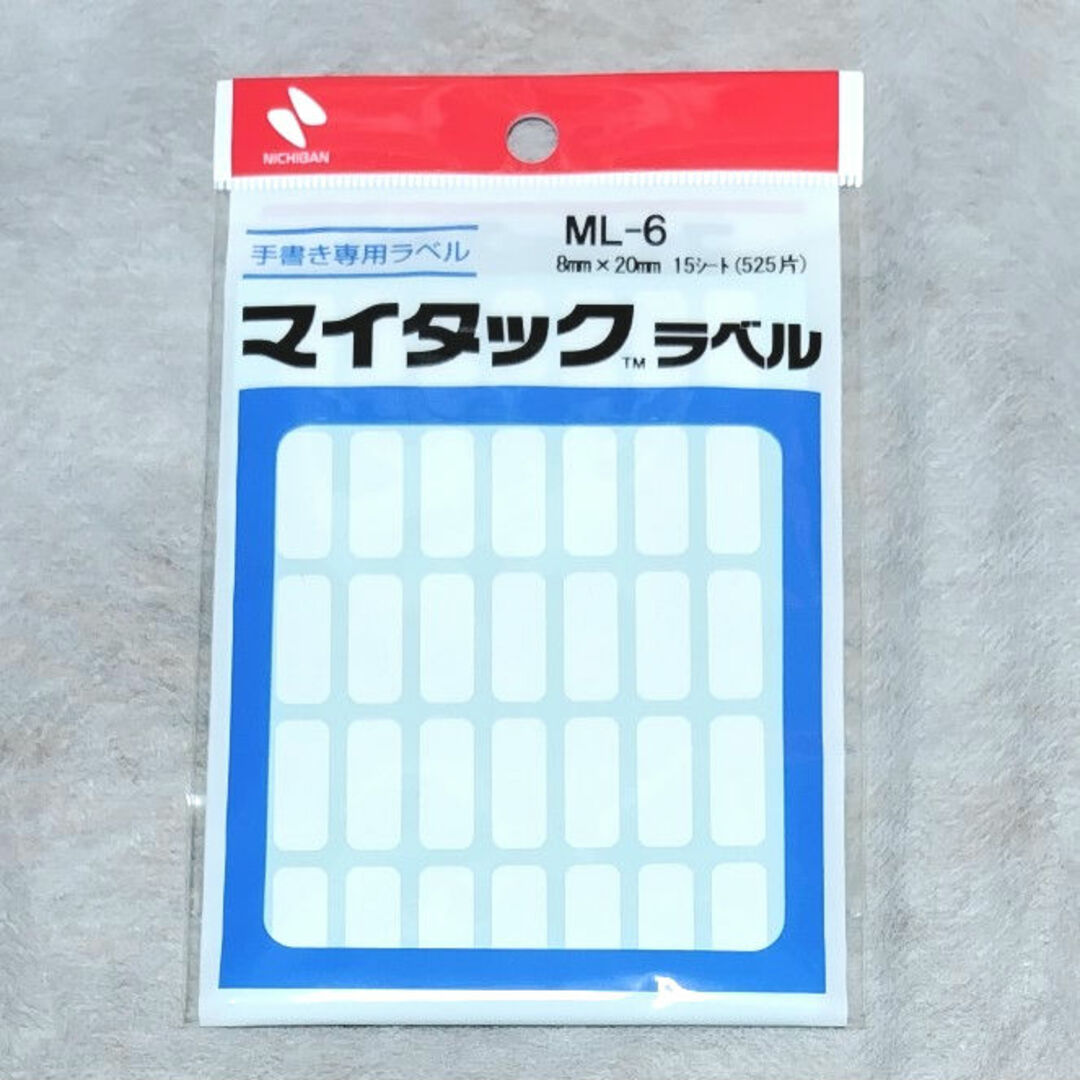 NICHIBAN
手書き専用ラベル
ML-6
8mm×20mm 15シート(525片)
マイタック™ラベル